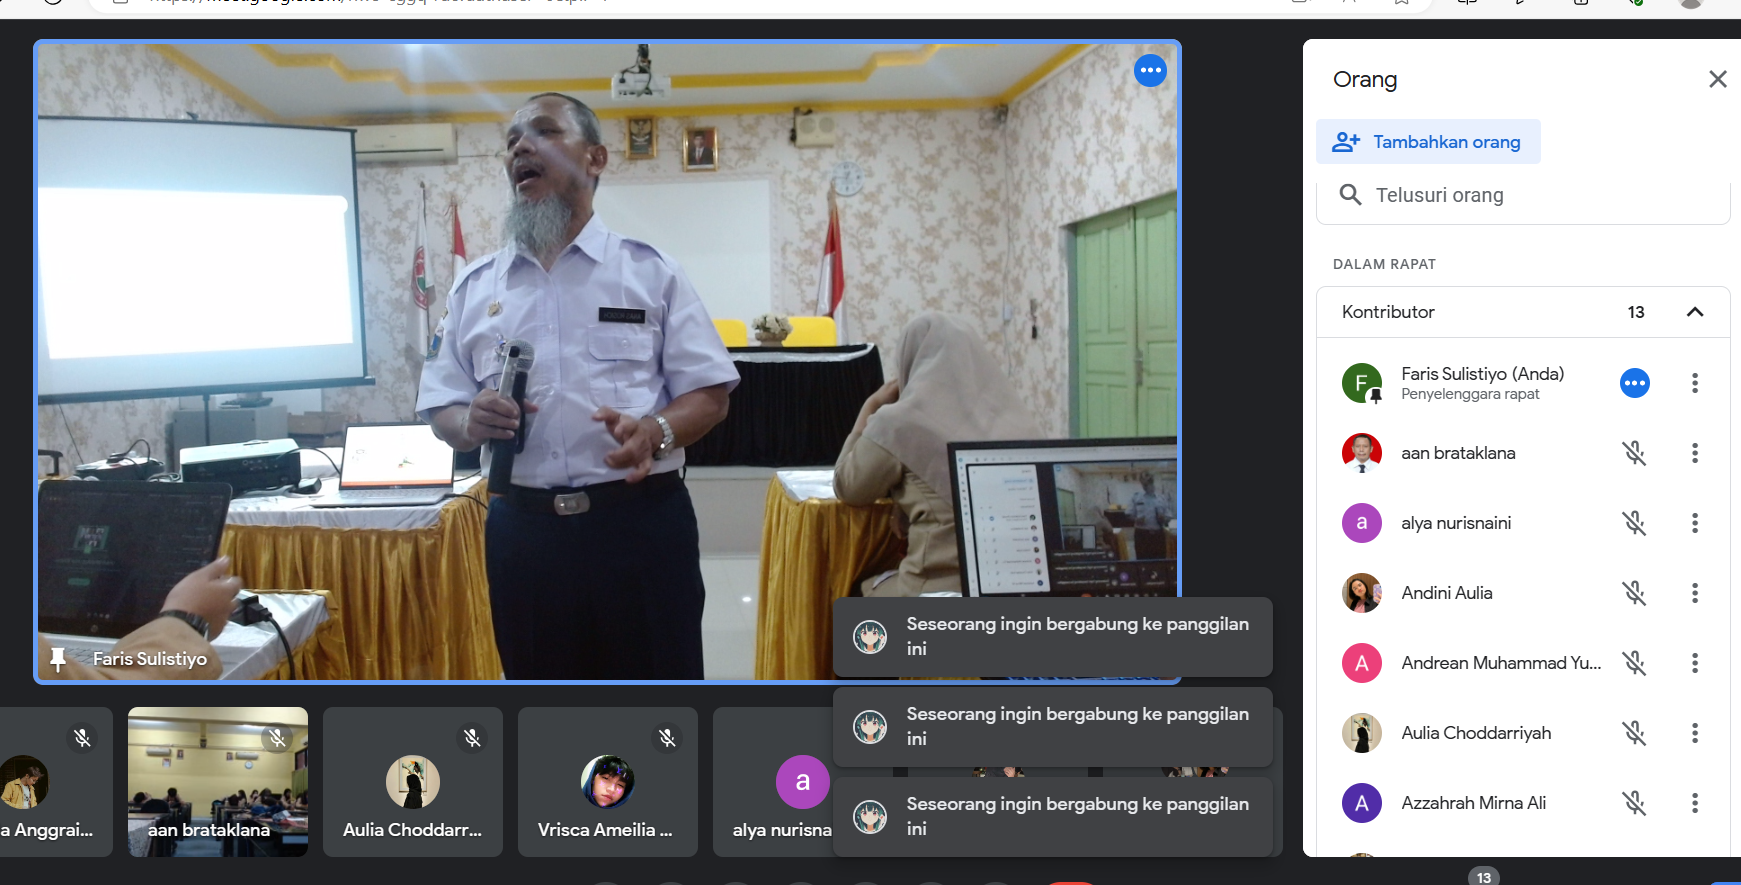 Orang
Tambahkan orang
Telusuri orang
DALAM RAPAT
Kontributor 13
Faris Sulistiyo (Anda)
Penyelenggara rapat
aan brataklana
alya nurisnaini
Andini Aulia
Andrean Muhammad Yu...
Aulia Choddarriyah
Azzahrah Mirna Ali
Faris Sulistiyo
Seseorang ingin bergabung ke panggilan
ini
Seseorang ingin bergabung ke panggilan
ini
Seseorang ingin bergabung ke panggilan
ini
a Anggrai...
aan brataklana
Aulia Choddarr...
Vrisca Ameilia ...
alya nurisna
F
a
A
A
a
13